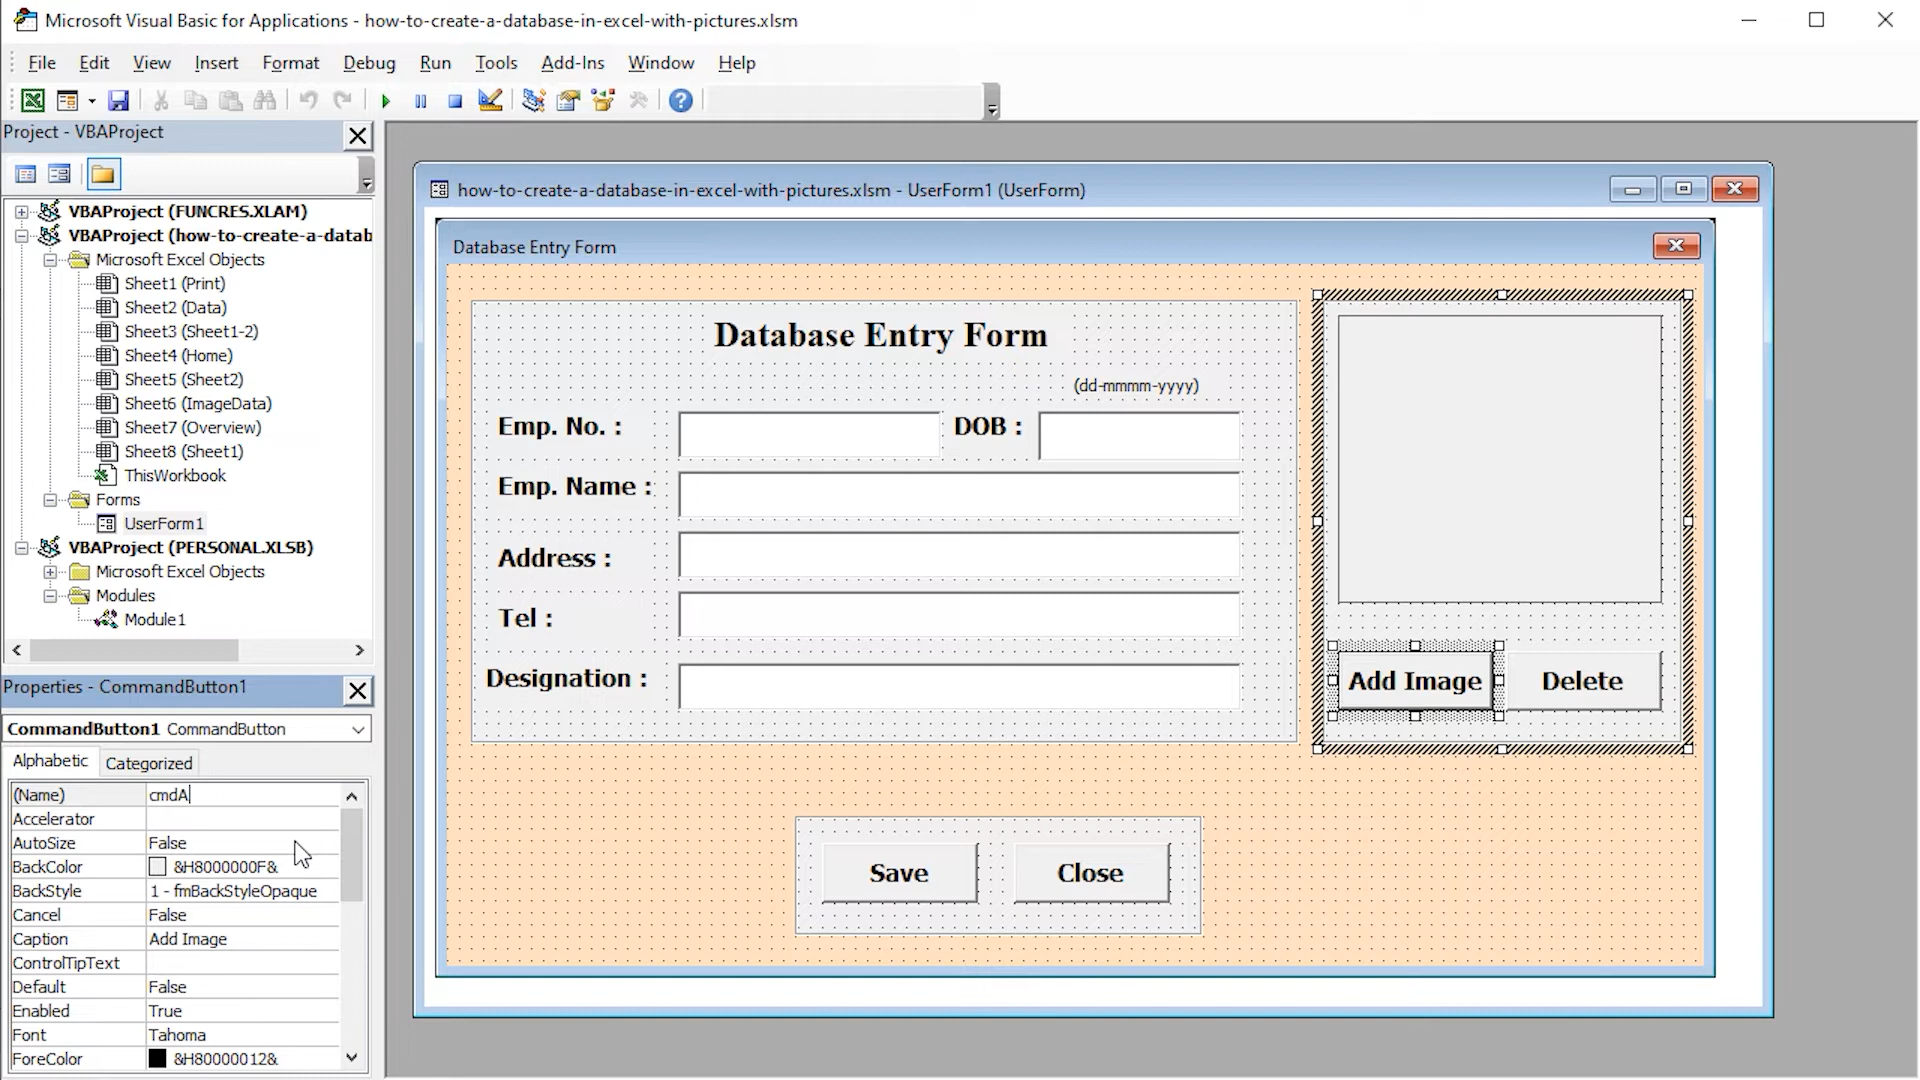 Microsoft Visual Basic for Applications - how-to-create-a-database-in-excel-with-pictures.xlsm
File Edit View Insert Format Debug Run Tools Add-Ins Window Help
Project - VBAProject
VBAProject (FUNCRES.XLAM)
VBAProject (how-to-create-a-datab
Microsoft Excel Objects
Sheet1 (Print)
Sheet2 (Data)
Sheet3 (Sheet1-2)
Sheet4 (Home)
Sheet5 (Sheet2)
Sheet6 (ImageData)
Sheet7 (Overview)
Sheet8 (Sheet1)
ThisWorkbook
Forms
UserForm1
VBAProject (PERSONAL.XLSB)
Microsoft Excel Objects
Modules
Module1
Properties - CommandButton1
CommandButton1 CommandButton
Alphabetic Categorized
(Name) cmdA
Accelerator
AutoSize False
BackColor &H8000000F&
BackStyle 1 - fmBackStyleOpaque
Cancel False
Caption Add Image
ControlTipText
Default False
Enabled True
Font Tahoma
ForeColor &H80000012&
how-to-create-a-database-in-excel-with-pictures.xlsm - UserForm1 (UserForm)
Database Entry Form
Database Entry Form
(dd-mmmm-yyyy)
Emp. No. : DOB :
Emp. Name :
Address :
Tel :
Designation :
Add Image Delete
Save Close